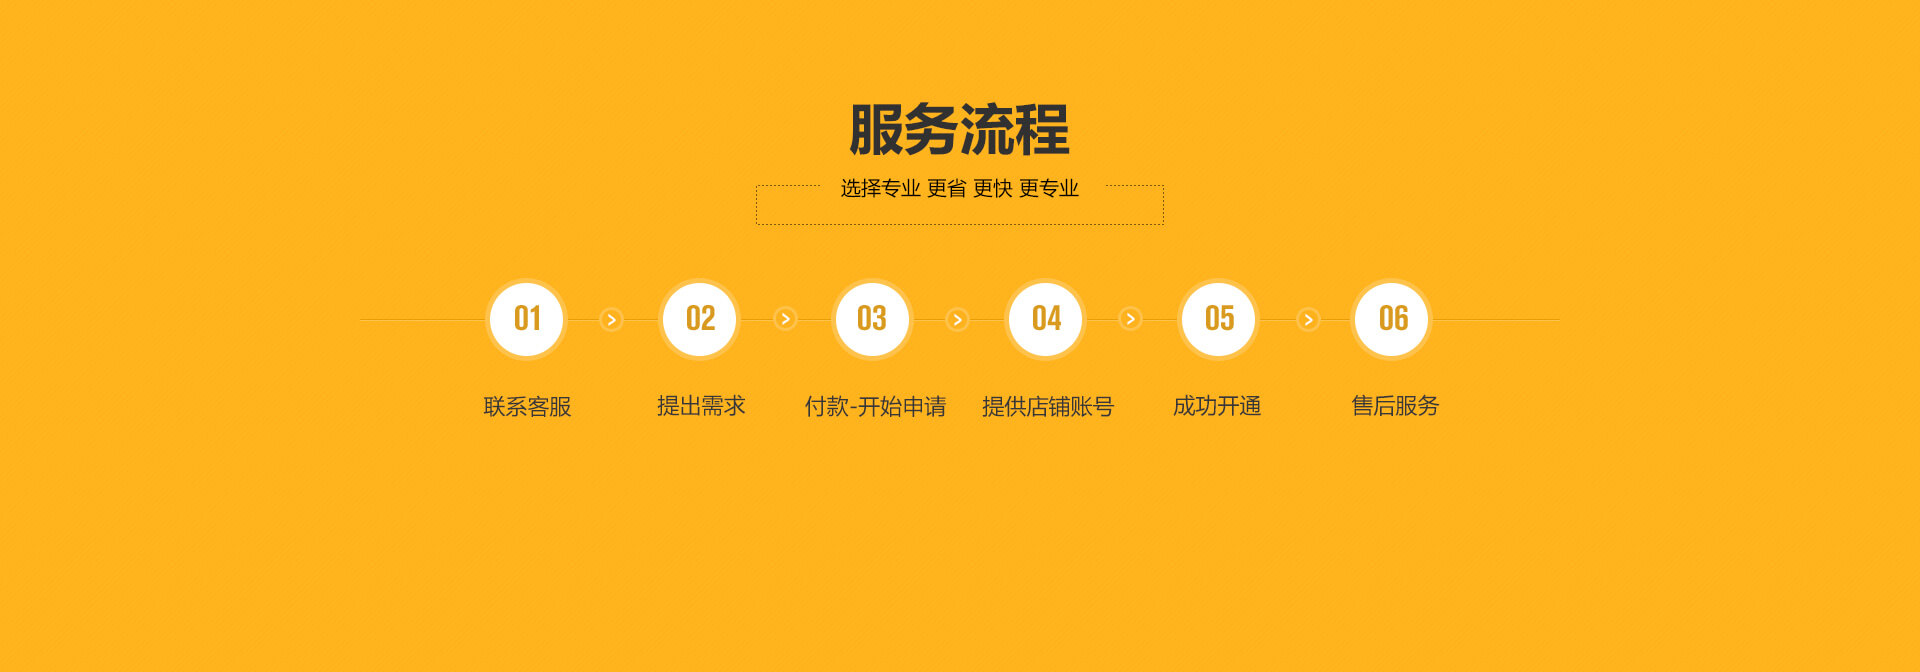 服务流程
选择专业 更省 更快 更专业
01 > 02 > 03 > 04 > 05 > 06
联系客服 提出需求 付款-开始申请 提供店铺账号 成功开通 售后服务